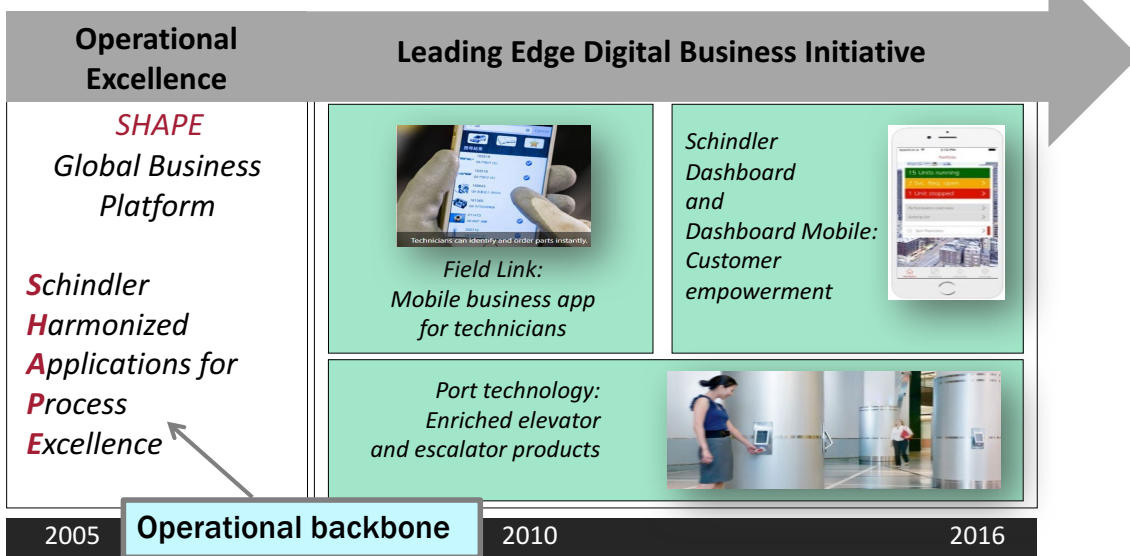 Operational
Excellence
Leading Edge Digital Business Initiative
SHAPE
Global Business
Platform
Schindler
Harmonized
Applications for
Process
Excellence
Technicians can identify and order parts instantly.
Field Link:
Mobile business app
for technicians
Schindler
Dashboard
and
Dashboard Mobile:
Customer
empowerment
15 Units running
1 Unit stopped
Port technology:
Enriched elevator
and escalator products
Operational backbone
2005
2010
2016